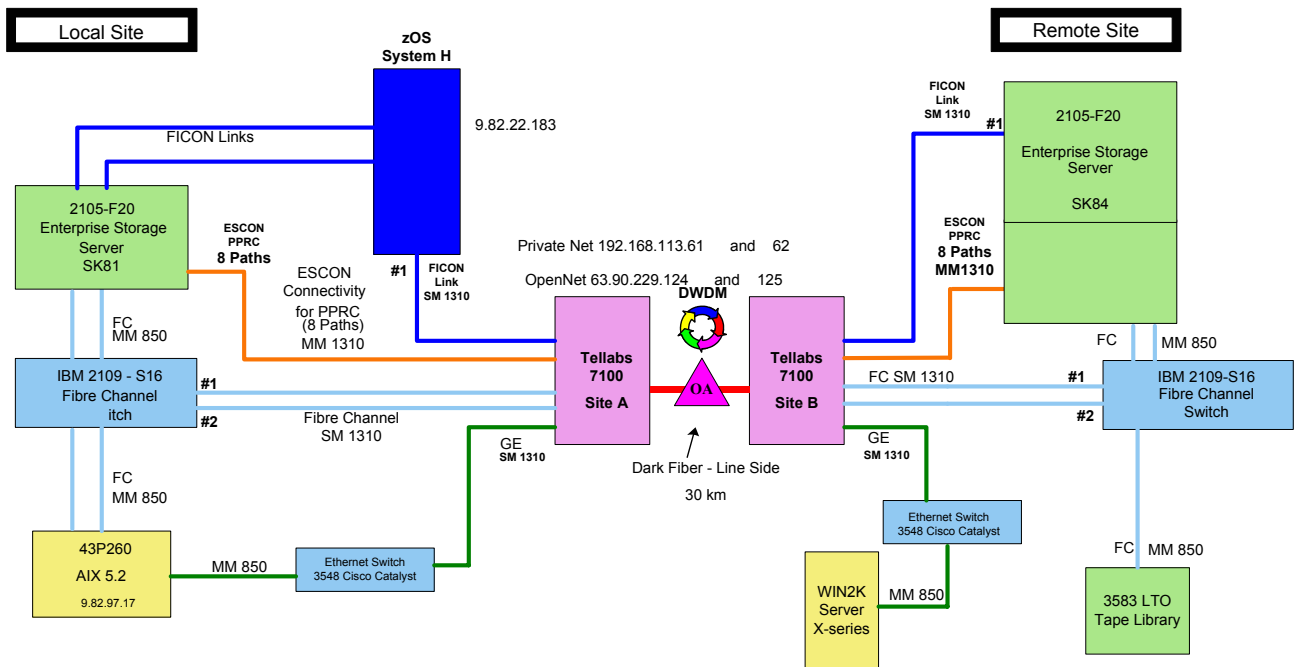 Local Site
zOS
System H
Remote Site
9.82.22.183
FICON Links
FICON
Link
SM 1310
#1
2105-F20
Enterprise Storage
Server
SK84
2105-F20
Enterprise Storage
Server
SK81
ESCON
PPRC
8 Paths
ESCON
Connectivity
for PPRC
(8 Paths)
MM 1310
#1
FICON
Link
SM 1310
Private Net 192.168.113.61 and 62
OpenNet 63.90.229.124 and 125
DWDM
ESCON
PPRC
8 Paths
MM1310
FC
MM 850
Tellabs
7100
Site A
OA
Tellabs
7100
Site B
FC
MM 850
IBM 2109 - S16
Fibre Channel
itch
#1
#2
Fibre Channel
SM 1310
FC SM 1310
#1
#2
IBM 2109-S16
Fibre Channel
Switch
GE
SM 1310
GE
SM 1310
Dark Fiber - Line Side
30 km
FC
MM 850
43P260
AIX 5.2
9.82.97.17
MM 850
Ethernet Switch
3548 Cisco Catalyst
Ethernet Switch
3548 Cisco Catalyst
WIN2K
Server
X-series
MM 850
FC
MM 850
3583 LTO
Tape Library